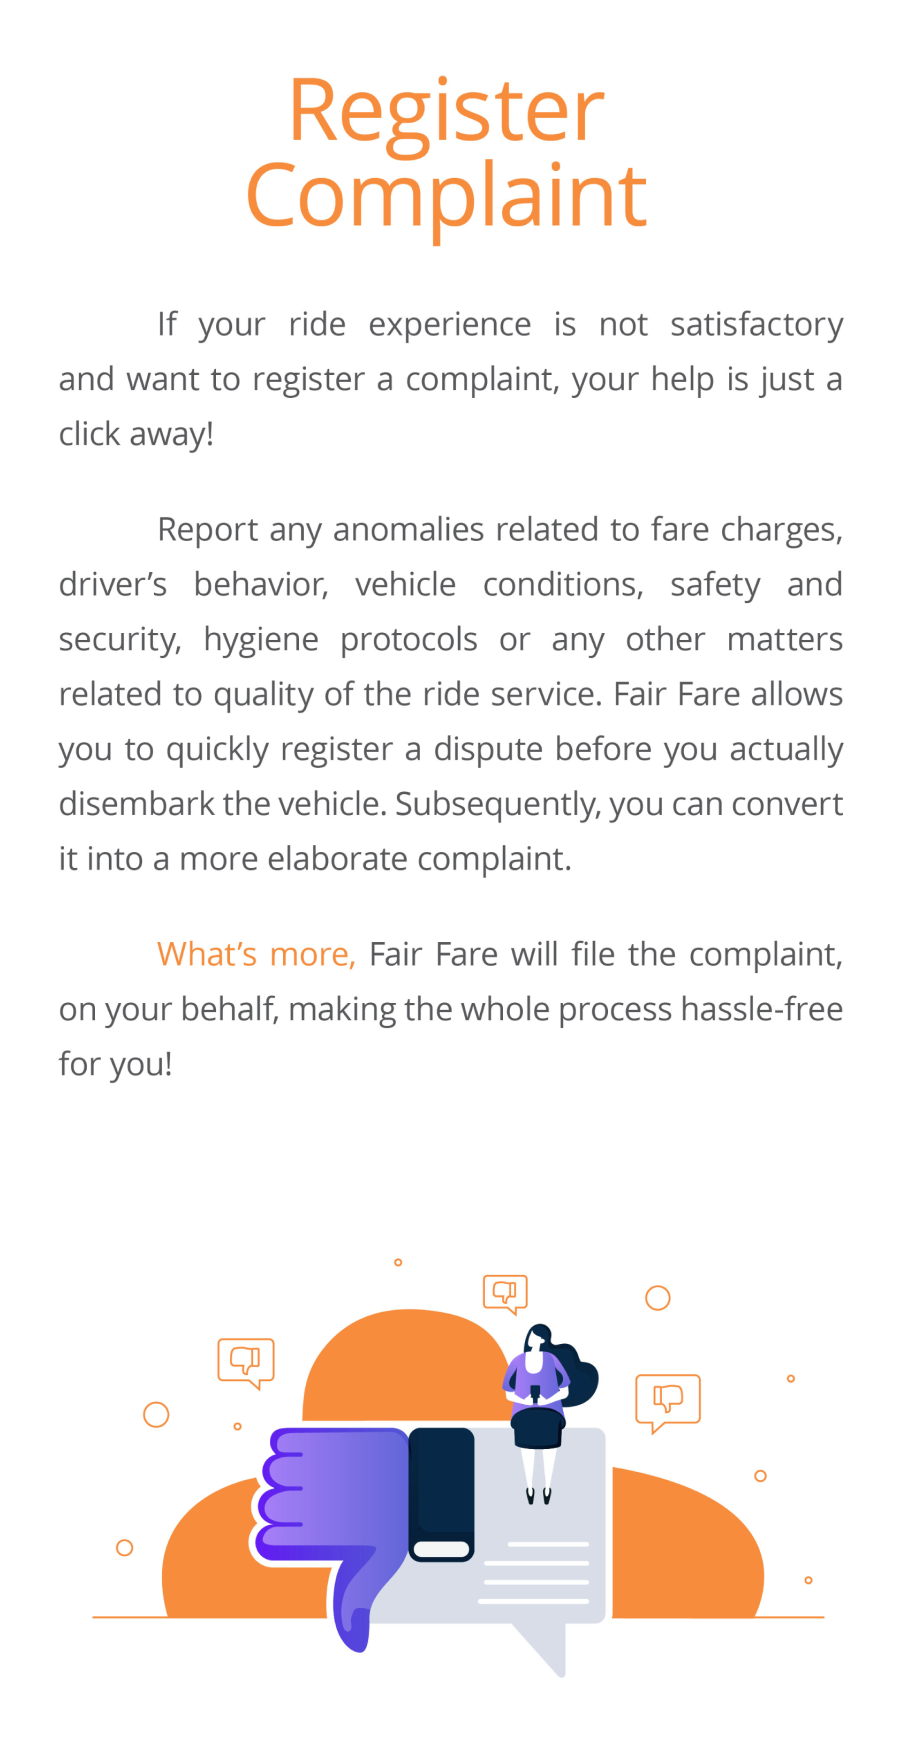 Register
Complaint
If your ride experience is not satisfactory
and want to register a complaint, your help is just a
click away!
Report any anomalies related to fare charges,
driver’s behavior, vehicle conditions, safety and
security, hygiene protocols or any other matters
related to quality of the ride service. Fair Fare allows
you to quickly register a dispute before you actually
disembark the vehicle. Subsequently, you can convert
it into a more elaborate complaint.
What’s more, Fair Fare will file the complaint,
on your behalf, making the whole process hassle-free
for you!